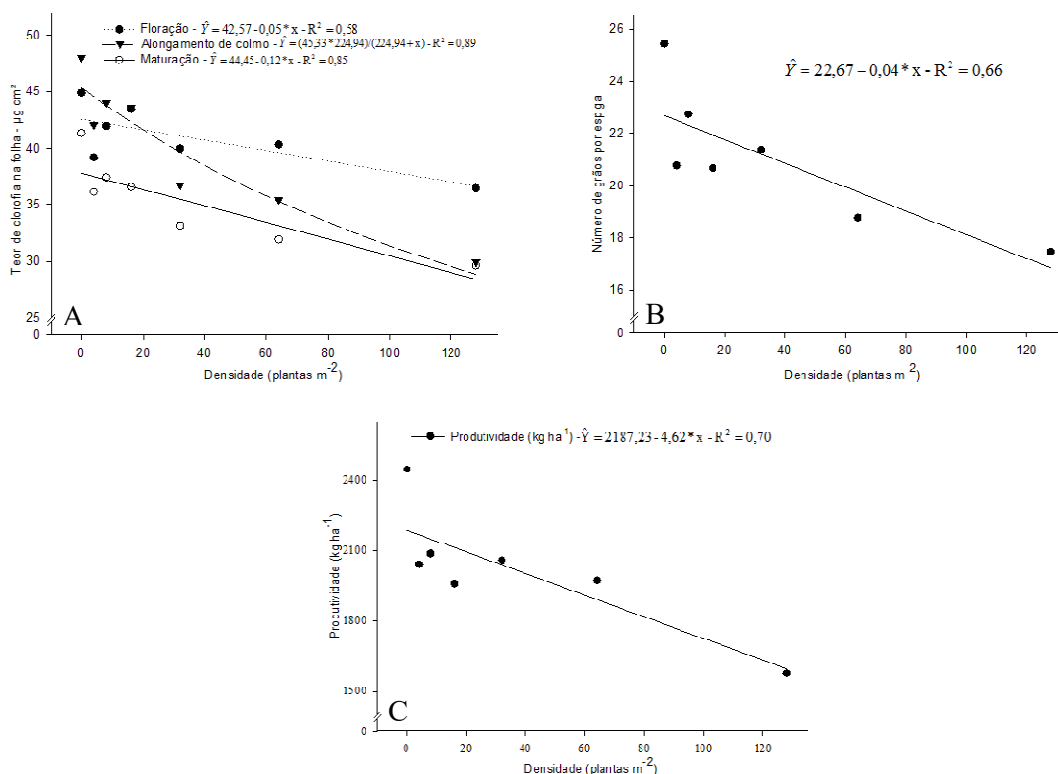 Floração - Ŷ = 42,57 - 0,05* x - R² = 0,58
Alongamento de colmo - Ŷ = (45,33*224,94)/(224,94 + x) - R² = 0,89
Maturação - Ŷ = 44,45 - 0,12* x - R² = 0,85
Teor de clorofia na folha - µg cm²
50
45
40
35
30
25
0
A
0 20 40 60 80 100 120
Densidade (plantas m⁻²)
Ŷ = 22,67 – 0,04* x - R² = 0,66
Número de grãos por espiga
26
24
22
20
18
16
0
B
0 20 40 60 80 100 120
Densidade (plantas m⁻²)
Produtividade (kg ha⁻¹) - Ŷ = 2187,23 - 4,62* x - R² = 0,70
Produtividade (kg ha⁻¹)
2400
2100
1800
1500
0
C
0 20 40 60 80 100 120
Densidade (plantas m⁻²)